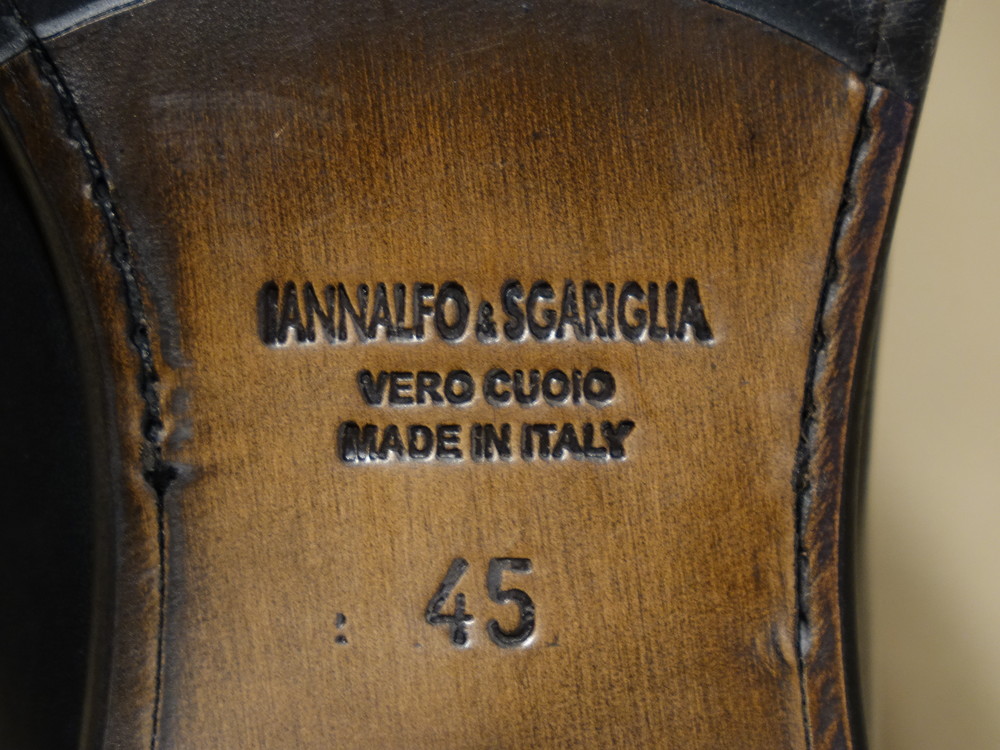 IANNALFO & SGARIGLIA
VERO CUOIO
MADE IN ITALY
: 45